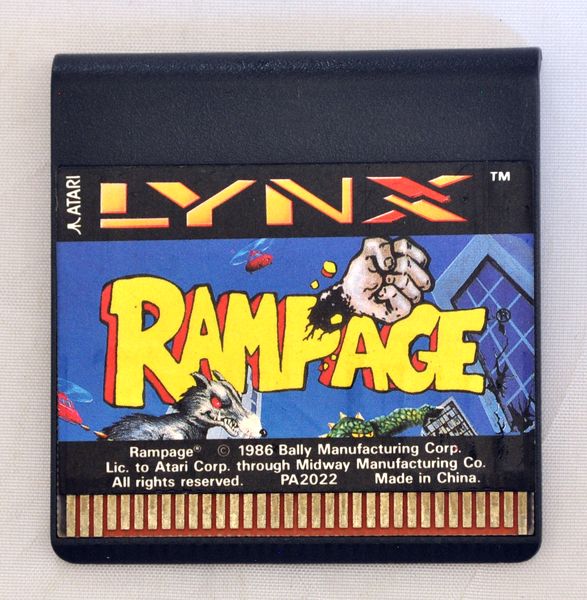 ATARI
LYNX TM
RAMPAGE®
Rampage® © 1986 Bally Manufacturing Corp.
Lic. to Atari Corp. through Midway Manufacturing Co.
All rights reserved. PA2022 Made in China.